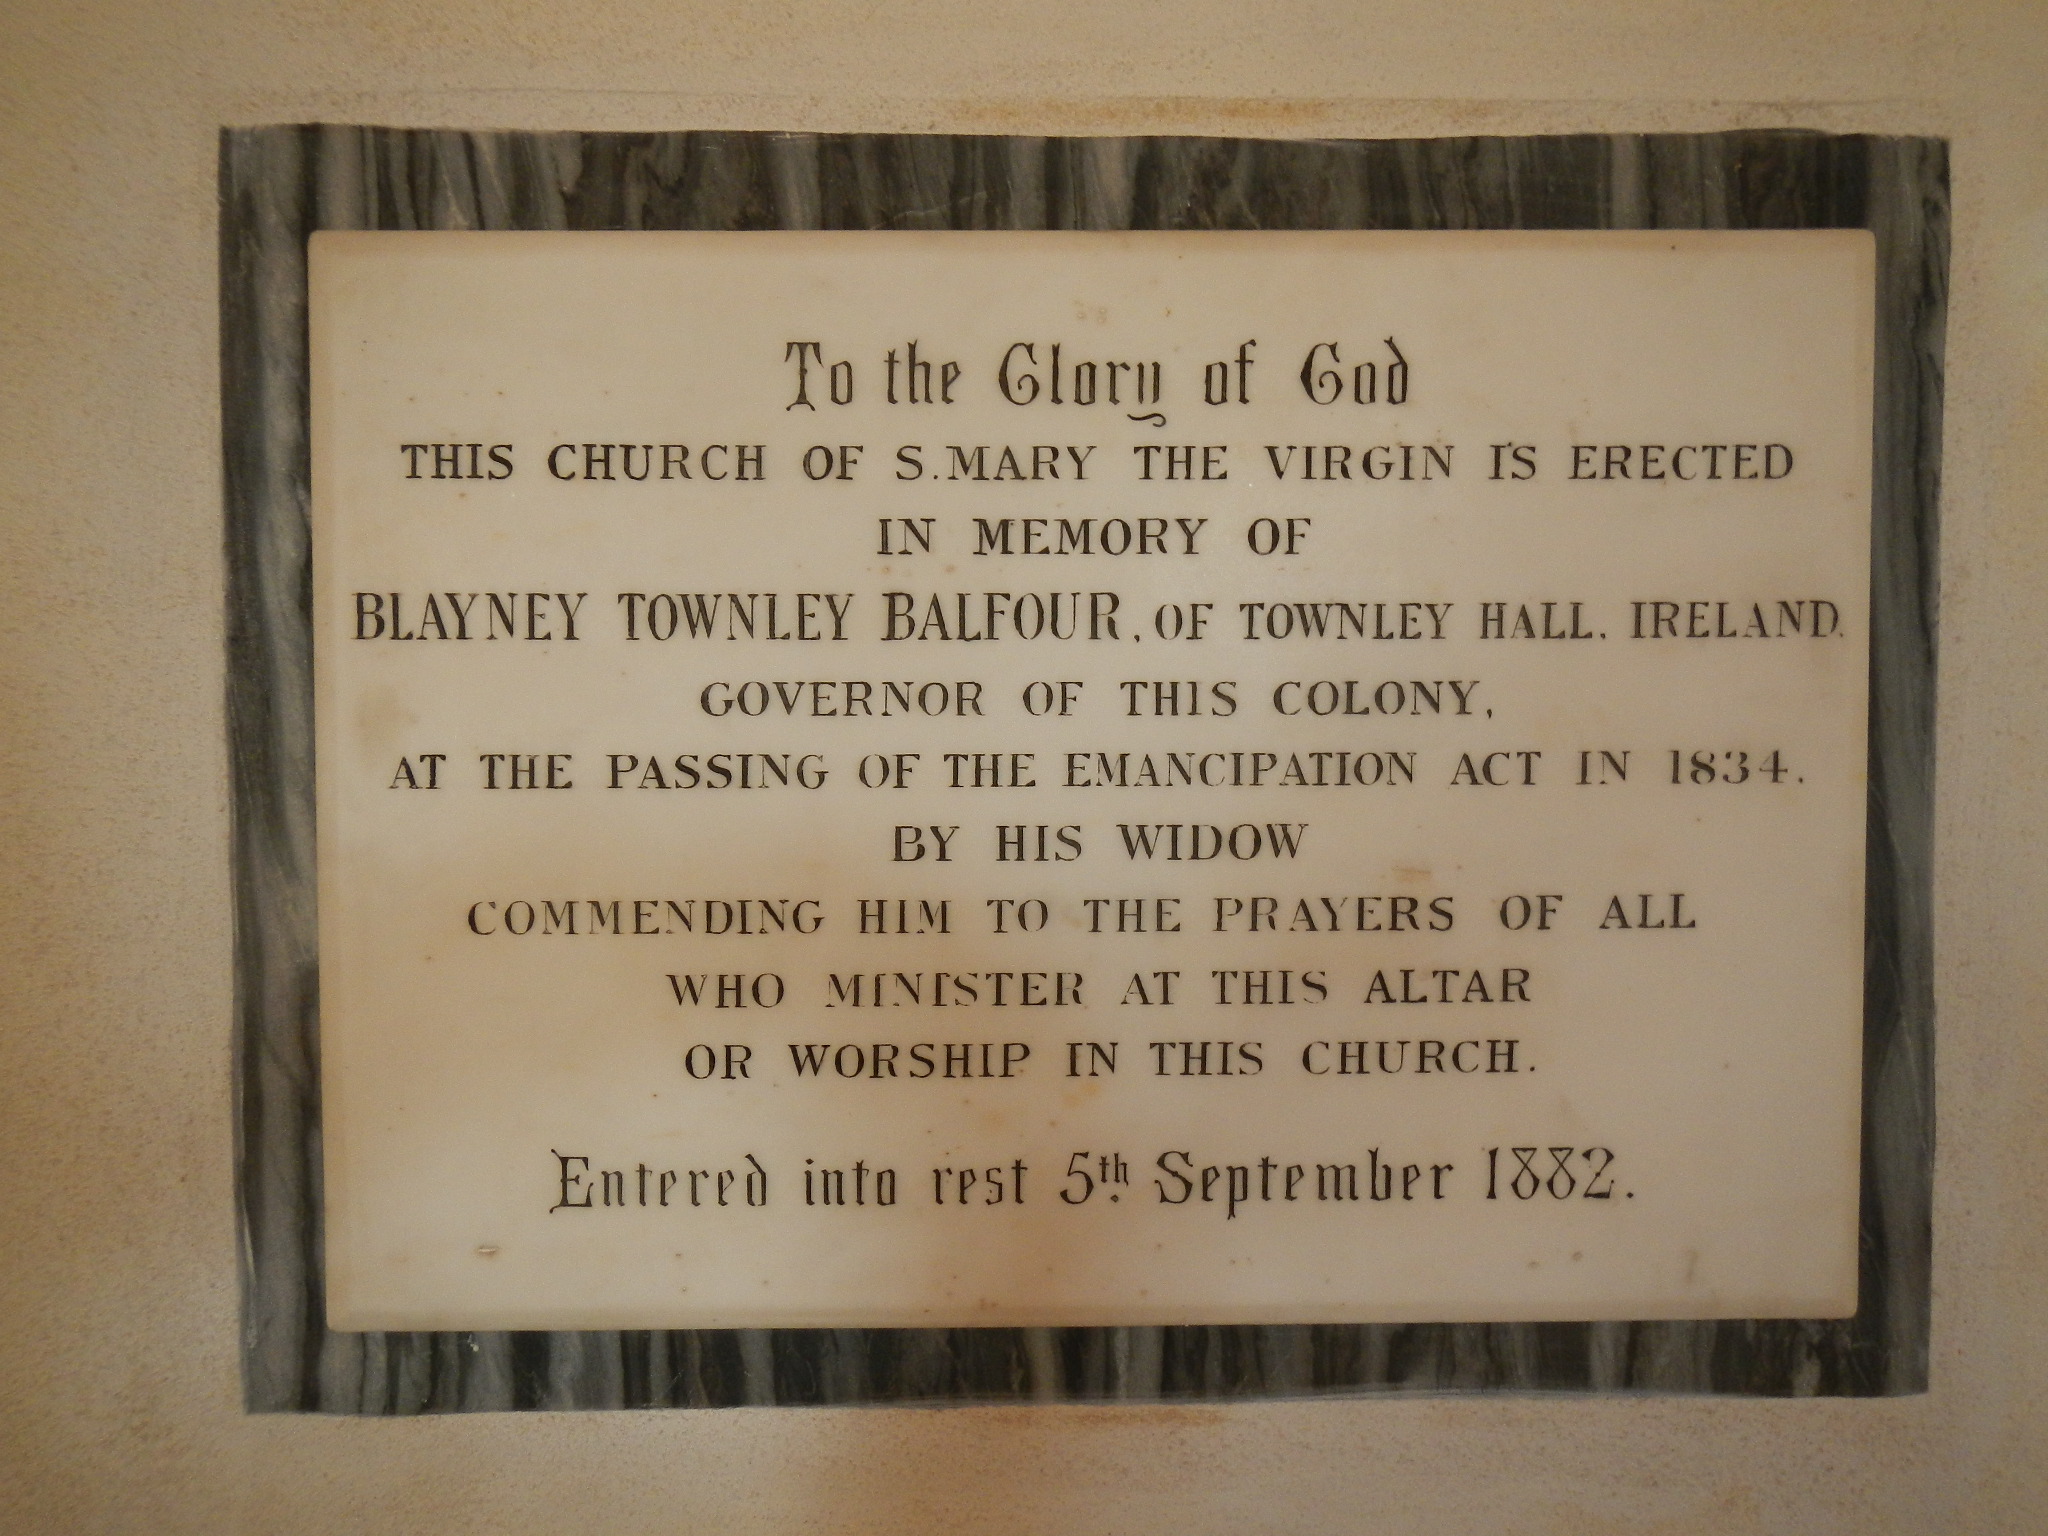 To the Glory of God
THIS CHURCH OF S. MARY THE VIRGIN IS ERECTED
IN MEMORY OF
BLAYNEY TOWNLEY BALFOUR, OF TOWNLEY HALL, IRELAND,
GOVERNOR OF THIS COLONY,
AT THE PASSING OF THE EMANCIPATION ACT IN 1834.
BY HIS WIDOW
COMMENDING HIM TO THE PRAYERS OF ALL
WHO MINISTER AT THIS ALTAR
OR WORSHIP IN THIS CHURCH.
Entered into rest 5th September 1882.